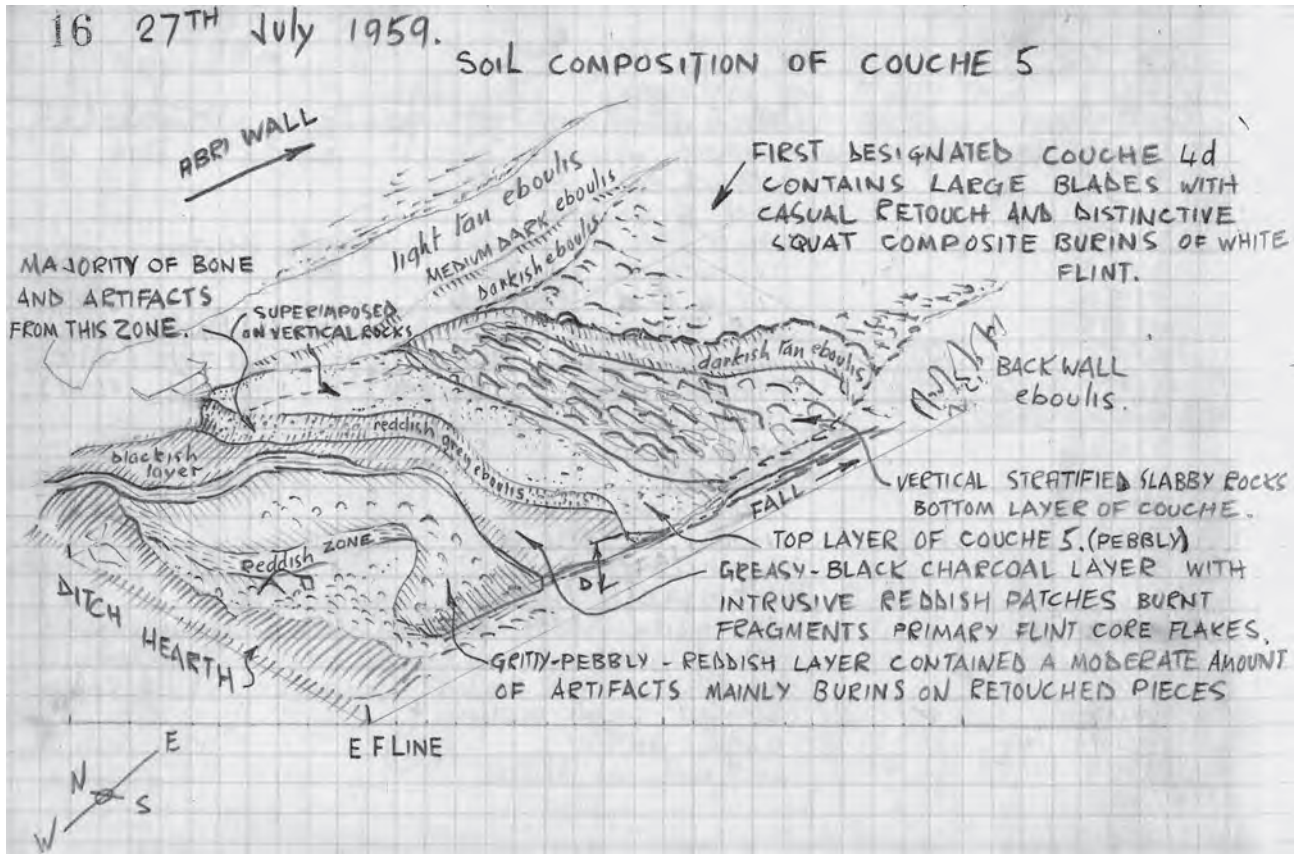 16 27TH July 1959.
SOIL COMPOSITION OF COUCHE 5
ABRI WALL
FIRST DESIGNATED COUCHE 4d
CONTAINS LARGE BLADES WITH
CASUAL RETOUCH AND DISTINCTIVE
SQUAT COMPOSITE BURINS OF WHITE
FLINT.
light tan eboulis
MEDIUM DARK eboulis
darkish eboulis
MAJORITY OF BONE
AND ARTIFACTS
FROM THIS ZONE.
SUPERIMPOSED
ON VERTICAL ROCKS
darkish tan eboulis
BACK WALL
eboulis.
reddish grey eboulis
blackish
layer
VERTICAL STRATIFIED SLABBY ROCKS
BOTTOM LAYER OF COUCHE.
FALL
TOP LAYER OF COUCHE 5. (PEBBLY)
Reddish ZONE
D
GREASY-BLACK CHARCOAL LAYER WITH
INTRUSIVE REDDISH PATCHES BURNT
FRAGMENTS PRIMARY FLINT CORE FLAKES.
DITCH HEARTHS
GRITTY-PEBBLY-REDDISH LAYER CONTAINED A MODERATE AMOUNT
OF ARTIFACTS MAINLY BURINS ON RETOUCHED PIECES
E F LINE
E
N
S
W